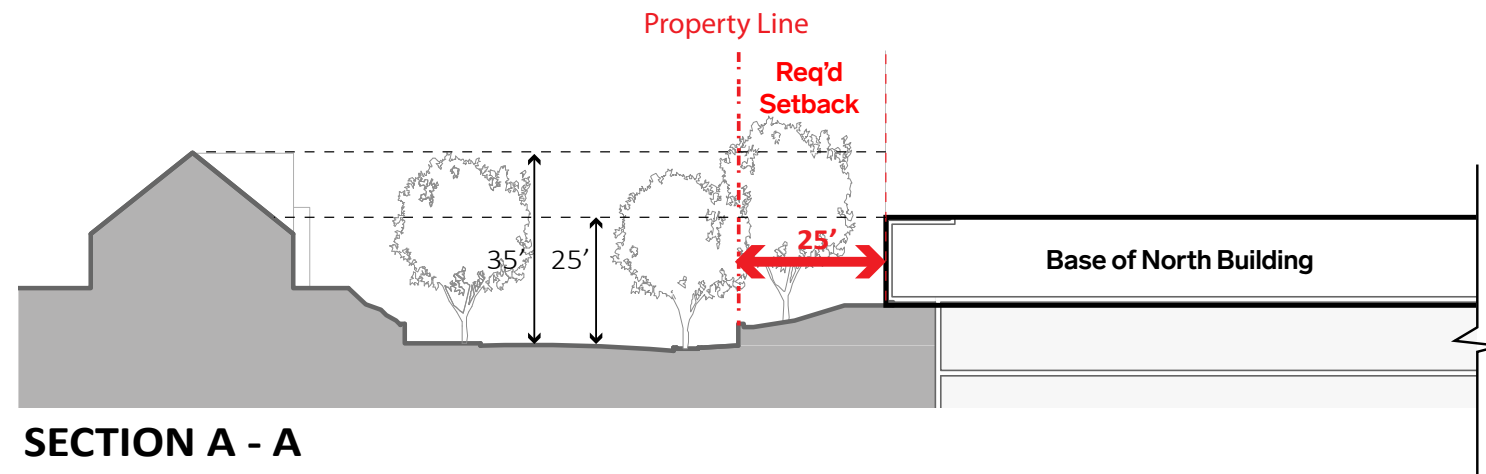 Property Line
Req’d
Setback
35’
25’
25’
Base of North Building
SECTION A - A